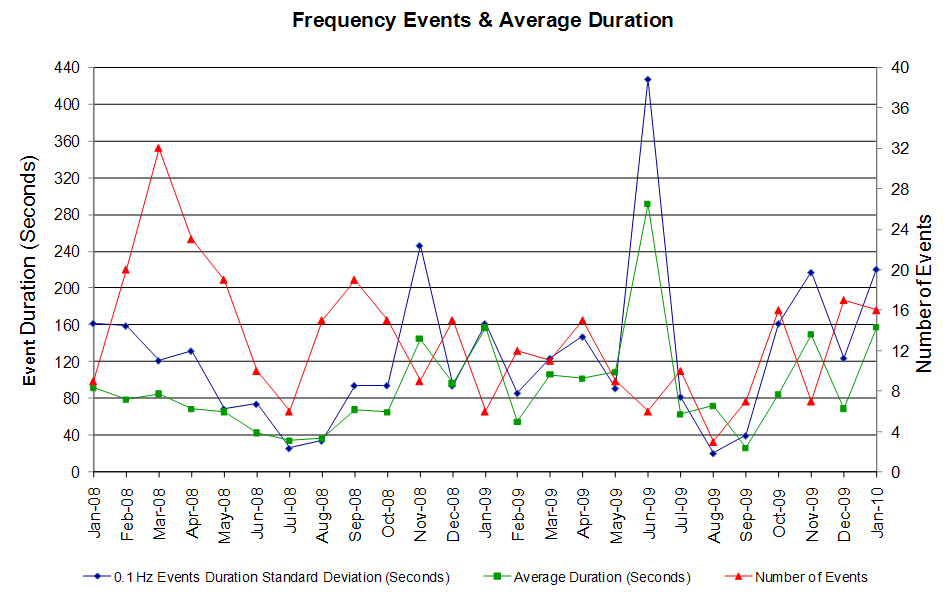 Frequency Events & Average Duration
440 40
400 36
360 32
320 28
280 24
240 20
200 16
160 12
120 8
80 4
40 0
0
Event Duration (Seconds)
Number of Events
Jan-08 Feb-08 Mar-08 Apr-08 May-08 Jun-08 Jul-08 Aug-08 Sep-08 Oct-08 Nov-08 Dec-08 Jan-09 Feb-09 Mar-09 Apr-09 May-09 Jun-09 Jul-09 Aug-09 Sep-09 Oct-09 Nov-09 Dec-09 Jan-10
0.1 Hz Events Duration Standard Deviation (Seconds) Average Duration (Seconds) Number of Events